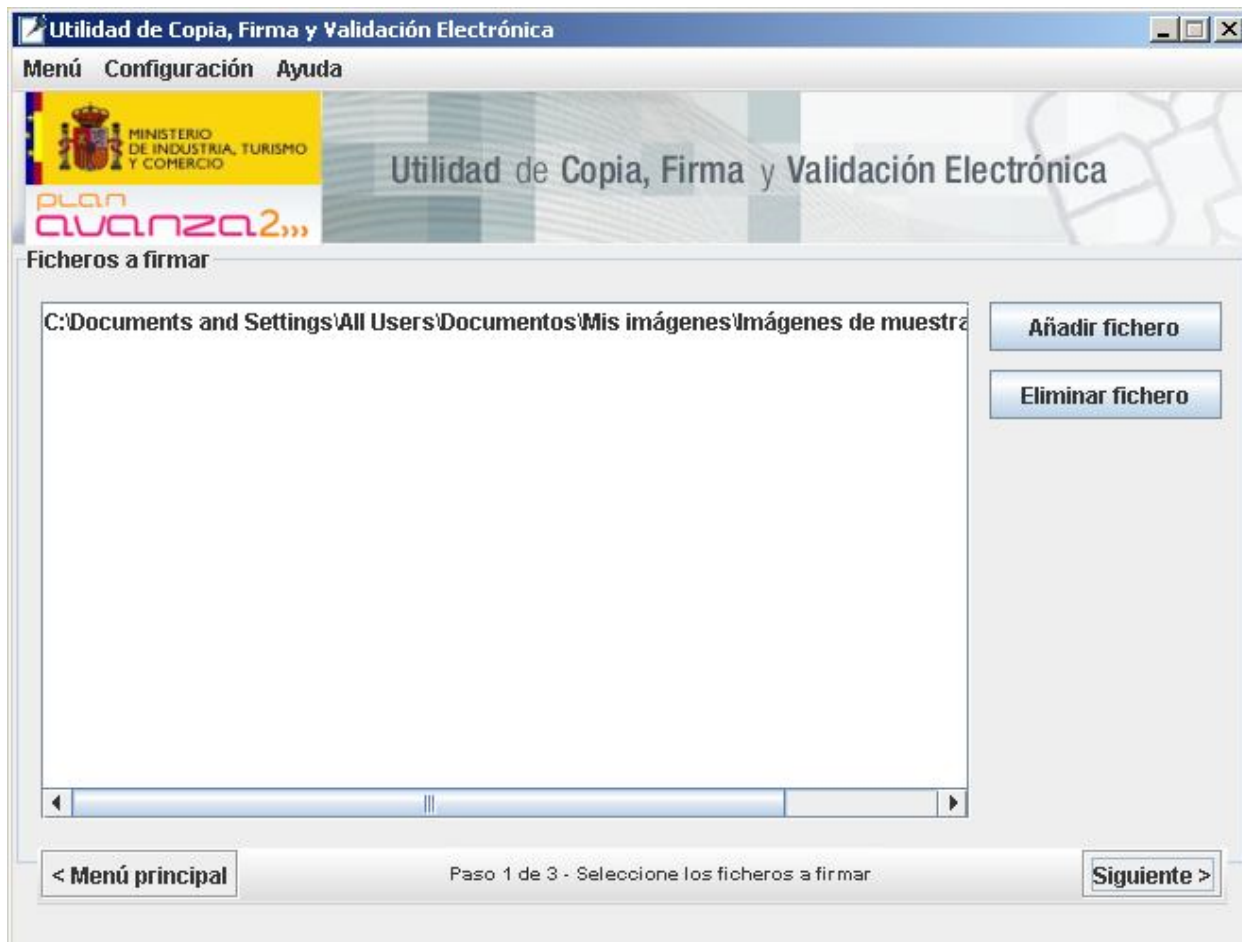 Utilidad de Copia, Firma y Validación Electrónica
Menú Configuración Ayuda
MINISTERIO
DE INDUSTRIA, TURISMO
Y COMERCIO
PLAN
avanza2
Utilidad de Copia, Firma y Validación Electrónica
Ficheros a firmar
C:\Documents and Settings\All Users\Documentos\Mis imágenes\Imágenes de muestra
Añadir fichero
Eliminar fichero
< Menú principal
Paso 1 de 3 - Seleccione los ficheros a firmar
Siguiente >